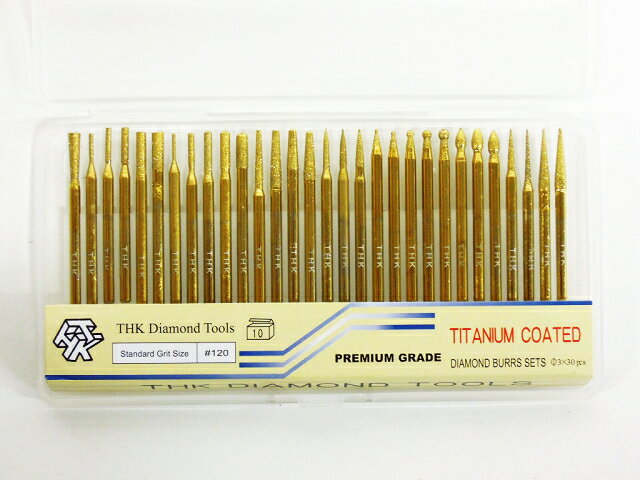 THK
THK Diamond Tools
10
Standard Grit Size
#120
PREMIUM GRADE
TITANIUM COATED
DIAMOND BURRS SETS Φ3×30pcs
THK DIAMOND TOOLS